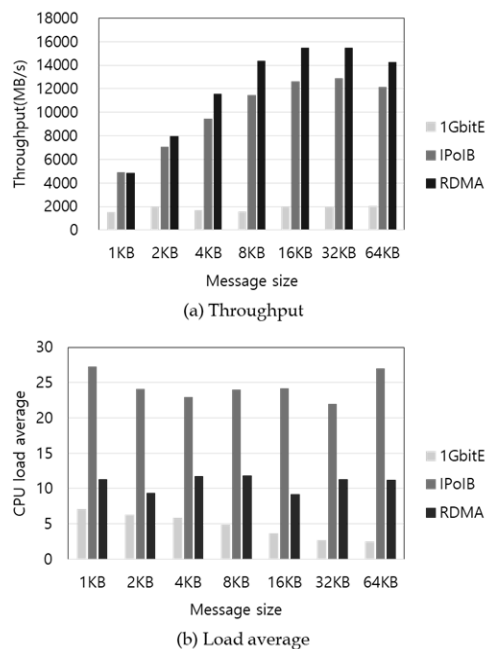 18000
16000
14000
12000
10000
8000
6000
4000
2000
0
Throughput(MB/s)
1KB 2KB 4KB 8KB 16KB 32KB 64KB
Message size
1GbitE
IPoIB
RDMA
(a) Throughput
30
25
20
15
10
5
0
CPU load average
1KB 2KB 4KB 8KB 16KB 32KB 64KB
Message size
1GbitE
IPoIB
RDMA
(b) Load average